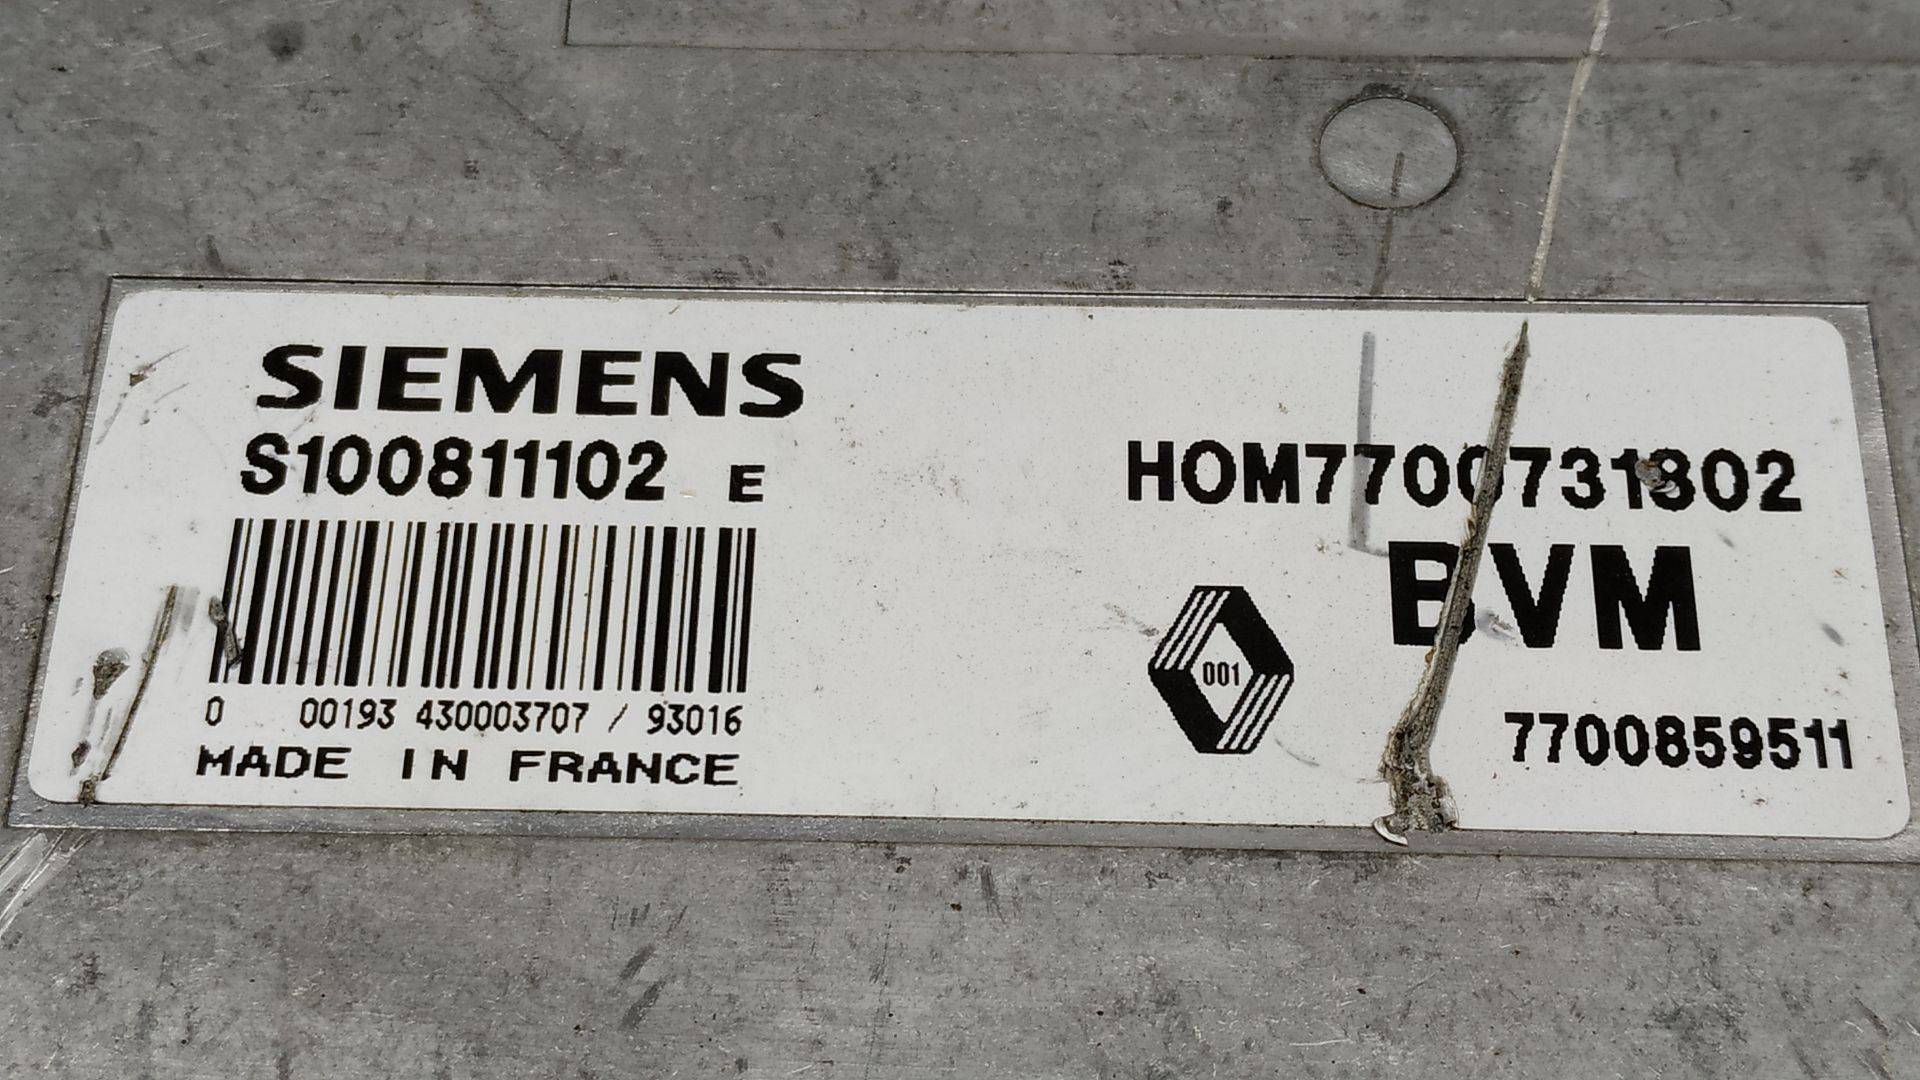 SIEMENS
S100811102 E
0 00193 430003707 / 93016
MADE IN FRANCE
HOM7700731802
BVM
001
7700859511